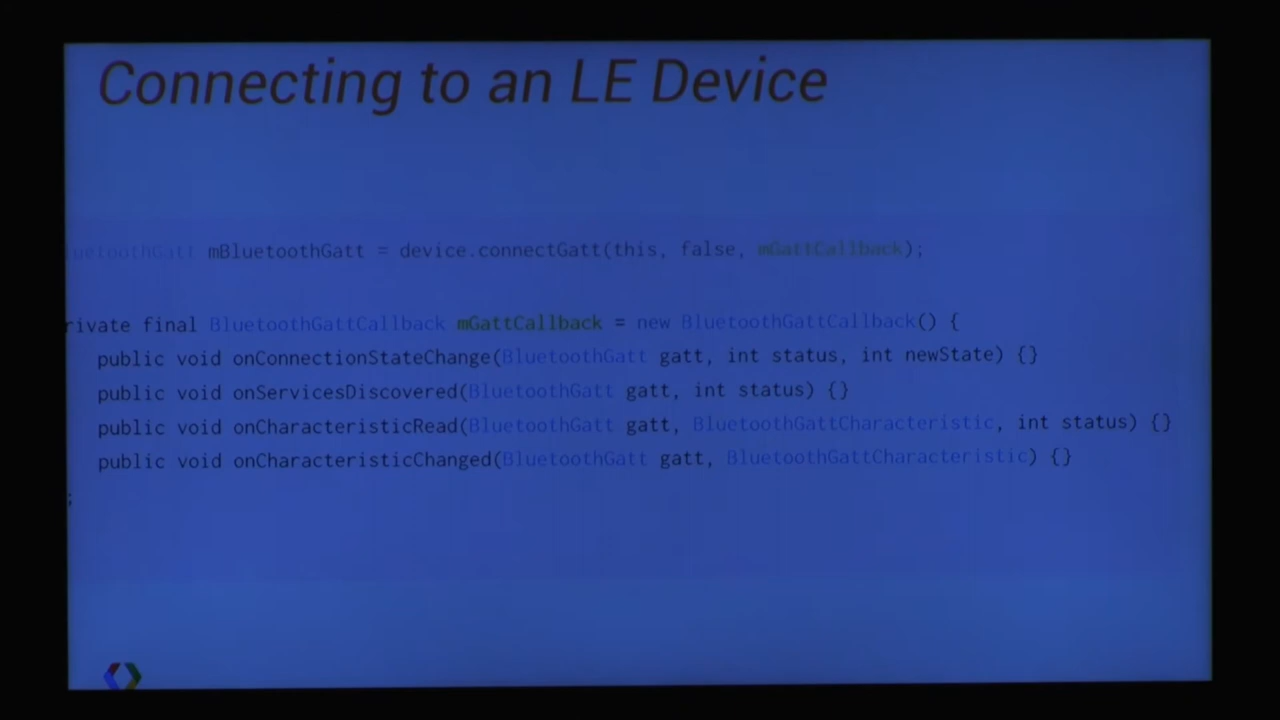 Connecting to an LE Device
luetoothGatt mBluetoothGatt = device.connectGatt(this, false, mGattCallback);
rivate final BluetoothGattCallback mGattCallback = new BluetoothGattCallback() {
public void onConnectionStateChange(BluetoothGatt gatt, int status, int newState) {}
public void onServicesDiscovered(BluetoothGatt gatt, int status) {}
public void onCharacteristicRead(BluetoothGatt gatt, BluetoothGattCharacteristic, int status) {}
public void onCharacteristicChanged(BluetoothGatt gatt, BluetoothGattCharacteristic) {}
;